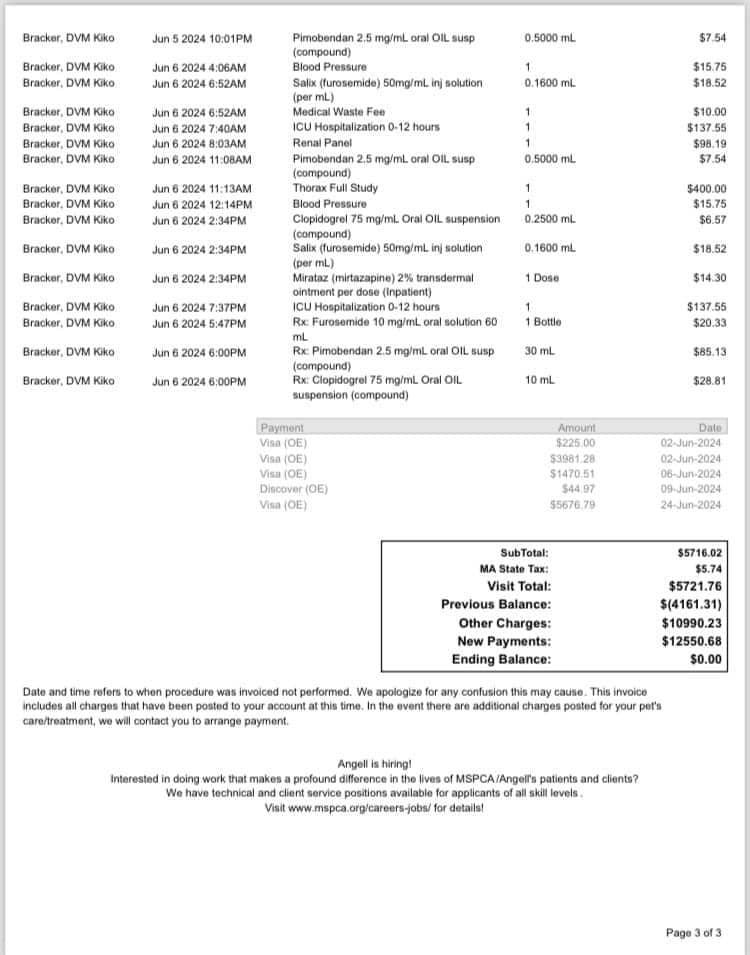 Bracker, DVM Kiko Jun 5 2024 10:01PM Pimobendan 2.5 mg/mL oral OIL susp 0.5000 mL $7.54
(compound)
Bracker, DVM Kiko Jun 6 2024 4:06AM Blood Pressure 1 $15.75
Bracker, DVM Kiko Jun 6 2024 6:52AM Salix (furosemide) 50mg/mL inj solution 0.1600 mL $18.52
(per mL)
Bracker, DVM Kiko Jun 6 2024 6:52AM Medical Waste Fee 1 $10.00
Bracker, DVM Kiko Jun 6 2024 7:40AM ICU Hospitalization 0-12 hours 1 $137.55
Bracker, DVM Kiko Jun 6 2024 8:03AM Renal Panel 1 $98.19
Bracker, DVM Kiko Jun 6 2024 11:08AM Pimobendan 2.5 mg/mL oral OIL susp 0.5000 mL $7.54
(compound)
Bracker, DVM Kiko Jun 6 2024 11:13AM Thorax Full Study 1 $400.00
Bracker, DVM Kiko Jun 6 2024 12:14PM Blood Pressure 1 $15.75
Bracker, DVM Kiko Jun 6 2024 2:34PM Clopidogrel 75 mg/mL Oral OIL suspension 0.2500 mL $6.57
(compound)
Bracker, DVM Kiko Jun 6 2024 2:34PM Salix (furosemide) 50mg/mL inj solution 0.1600 mL $18.52
(per mL)
Bracker, DVM Kiko Jun 6 2024 2:34PM Mirataz (mirtazapine) 2% transdermal 1 Dose $14.30
ointment per dose (Inpatient)
Bracker, DVM Kiko Jun 6 2024 7:37PM ICU Hospitalization 0-12 hours 1 $137.55
Bracker, DVM Kiko Jun 6 2024 5:47PM Rx: Furosemide 10 mg/mL oral solution 60 1 Bottle $20.33
mL
Bracker, DVM Kiko Jun 6 2024 6:00PM Rx: Pimobendan 2.5 mg/mL oral OIL susp 30 mL $85.13
(compound)
Bracker, DVM Kiko Jun 6 2024 6:00PM Rx: Clopidogrel 75 mg/mL Oral OIL 10 mL $28.81
suspension (compound)
Payment Amount Date
Visa (OE) $225.00 02-Jun-2024
Visa (OE) $3981.28 02-Jun-2024
Visa (OE) $1470.51 06-Jun-2024
Discover (OE) $44.97 09-Jun-2024
Visa (OE) $5676.79 24-Jun-2024
SubTotal: $5716.02
MA State Tax: $5.74
Visit Total: $5721.76
Previous Balance: $(4161.31)
Other Charges: $10990.23
New Payments: $12550.68
Ending Balance: $0.00
Date and time refers to when procedure was invoiced not performed. We apologize for any confusion this may cause. This invoice
includes all charges that have been posted to your account at this time. In the event there are additional charges posted for your pet's
care/treatment, we will contact you to arrange payment.
Angell is hiring!
Interested in doing work that makes a profound difference in the lives of MSPCA/Angell's patients and clients?
We have technical and client service positions available for applicants of all skill levels.
Visit www.mspca.org/careers-jobs/ for details!
Page 3 of 3